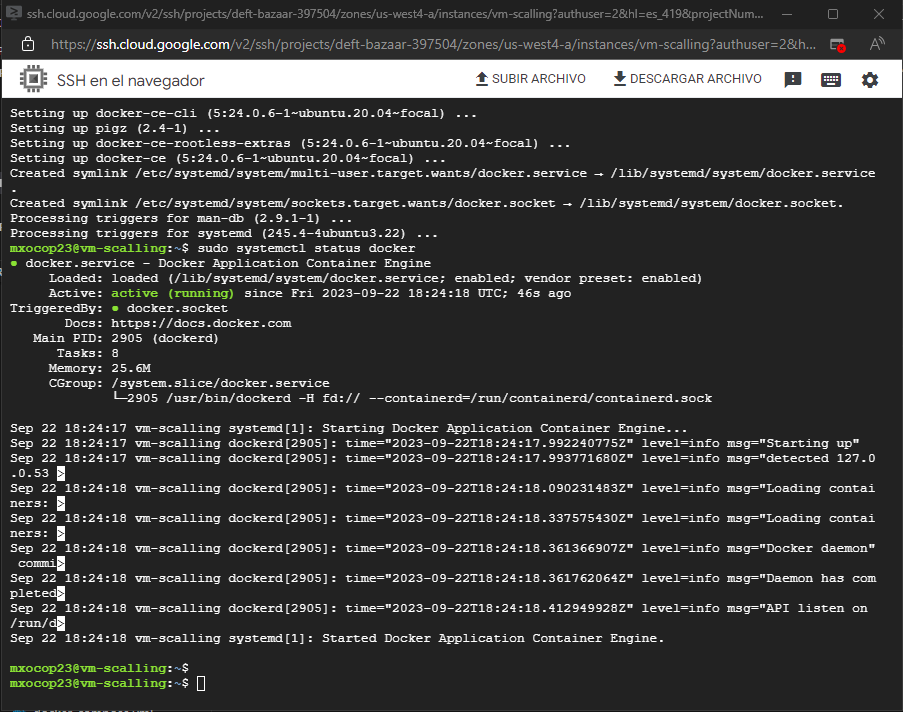 ssh.cloud.google.com/v2/ssh/projects/deft-bazaar-397504/zones/us-west4-a/instances/vm-scalling?authuser=2&hl=es_419&projectNum...
https://ssh.cloud.google.com/v2/ssh/projects/deft-bazaar-397504/zones/us-west4-a/instances/vm-scalling?authuser=2&h...
SSH en el navegador
SUBIR ARCHIVO
DESCARGAR ARCHIVO
Setting up docker-ce-cli (5:24.0.6-1~ubuntu.20.04~focal) ...
Setting up pigz (2.4-1) ...
Setting up docker-ce-rootless-extras (5:24.0.6-1~ubuntu.20.04~focal) ...
Setting up docker-ce (5:24.0.6-1~ubuntu.20.04~focal) ...
Created symlink /etc/systemd/system/multi-user.target.wants/docker.service → /lib/systemd/system/docker.service
.
Created symlink /etc/systemd/system/sockets.target.wants/docker.socket → /lib/systemd/system/docker.socket.
Processing triggers for man-db (2.9.1-1) ...
Processing triggers for systemd (245.4-4ubuntu3.22) ...
mxocop23@vm-scalling:~$ sudo systemctl status docker
● docker.service - Docker Application Container Engine
Loaded: loaded (/lib/systemd/system/docker.service; enabled; vendor preset: enabled)
Active: active (running) since Fri 2023-09-22 18:24:18 UTC; 46s ago
TriggeredBy: ● docker.socket
Docs: https://docs.docker.com
Main PID: 2905 (dockerd)
Tasks: 8
Memory: 25.6M
CGroup: /system.slice/docker.service
└─2905 /usr/bin/dockerd -H fd:// --containerd=/run/containerd/containerd.sock
Sep 22 18:24:17 vm-scalling systemd[1]: Starting Docker Application Container Engine...
Sep 22 18:24:17 vm-scalling dockerd[2905]: time="2023-09-22T18:24:17.992240775Z" level=info msg="Starting up"
Sep 22 18:24:17 vm-scalling dockerd[2905]: time="2023-09-22T18:24:17.993771680Z" level=info msg="detected 127.0
.0.53 >
Sep 22 18:24:18 vm-scalling dockerd[2905]: time="2023-09-22T18:24:18.090231483Z" level=info msg="Loading contai
ners: >
Sep 22 18:24:18 vm-scalling dockerd[2905]: time="2023-09-22T18:24:18.337575430Z" level=info msg="Loading contai
ners: >
Sep 22 18:24:18 vm-scalling dockerd[2905]: time="2023-09-22T18:24:18.361366907Z" level=info msg="Docker daemon"
commi>
Sep 22 18:24:18 vm-scalling dockerd[2905]: time="2023-09-22T18:24:18.361762064Z" level=info msg="Daemon has com
pleted>
Sep 22 18:24:18 vm-scalling dockerd[2905]: time="2023-09-22T18:24:18.412949928Z" level=info msg="API listen on
/run/d>
Sep 22 18:24:18 vm-scalling systemd[1]: Started Docker Application Container Engine.
mxocop23@vm-scalling:~$
mxocop23@vm-scalling:~$